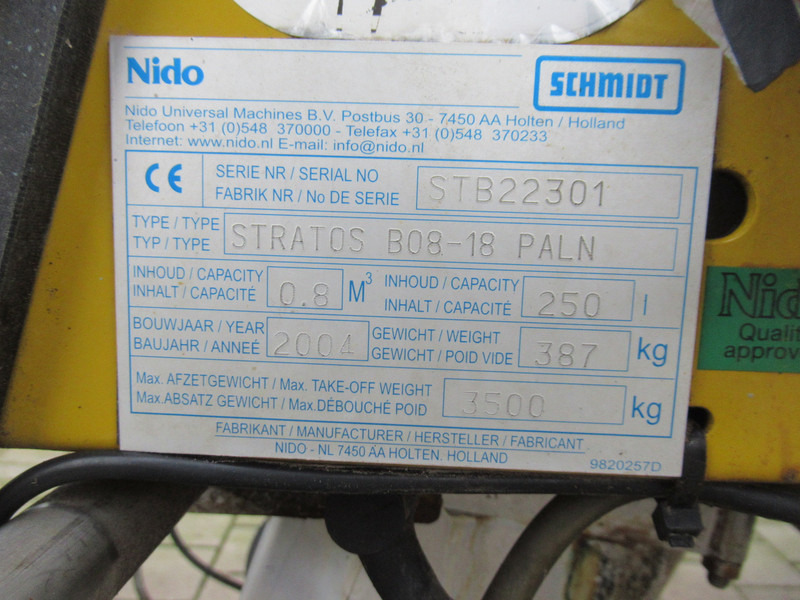 Nido SCHMIDT
Nido Universal Machines B.V. Postbus 30 - 7450 AA Holten / Holland
Telefoon +31 (0)548 370000 - Telefax +31 (0)548 370233
Internet: www.nido.nl E-mail: info@nido.nl
CE
SERIE NR / SERIAL NO
FABRIK NR / No DE SERIE
STB22301
TYPE / TYPE
TYP / TYPE
STRATOS B08-18 PALN
INHOUD / CAPACITY
INHALT / CAPACITÉ
0.8 M³
INHOUD / CAPACITY
INHALT / CAPACITÉ
250 l
BOUWJAAR / YEAR
BAUJAHR / ANNEÉ
2004
GEWICHT / WEIGHT
GEWICHT / POID VIDE
387 kg
Max. AFZETGEWICHT / Max. TAKE-OFF WEIGHT
Max.ABSATZ GEWICHT / Max.DÉBOUCHÉ POID
3500 kg
FABRIKANT / MANUFACTURER / HERSTELLER / FABRICANT
NIDO - NL 7450 AA HOLTEN. HOLLAND
9820257D
Nid
Qualit
approv